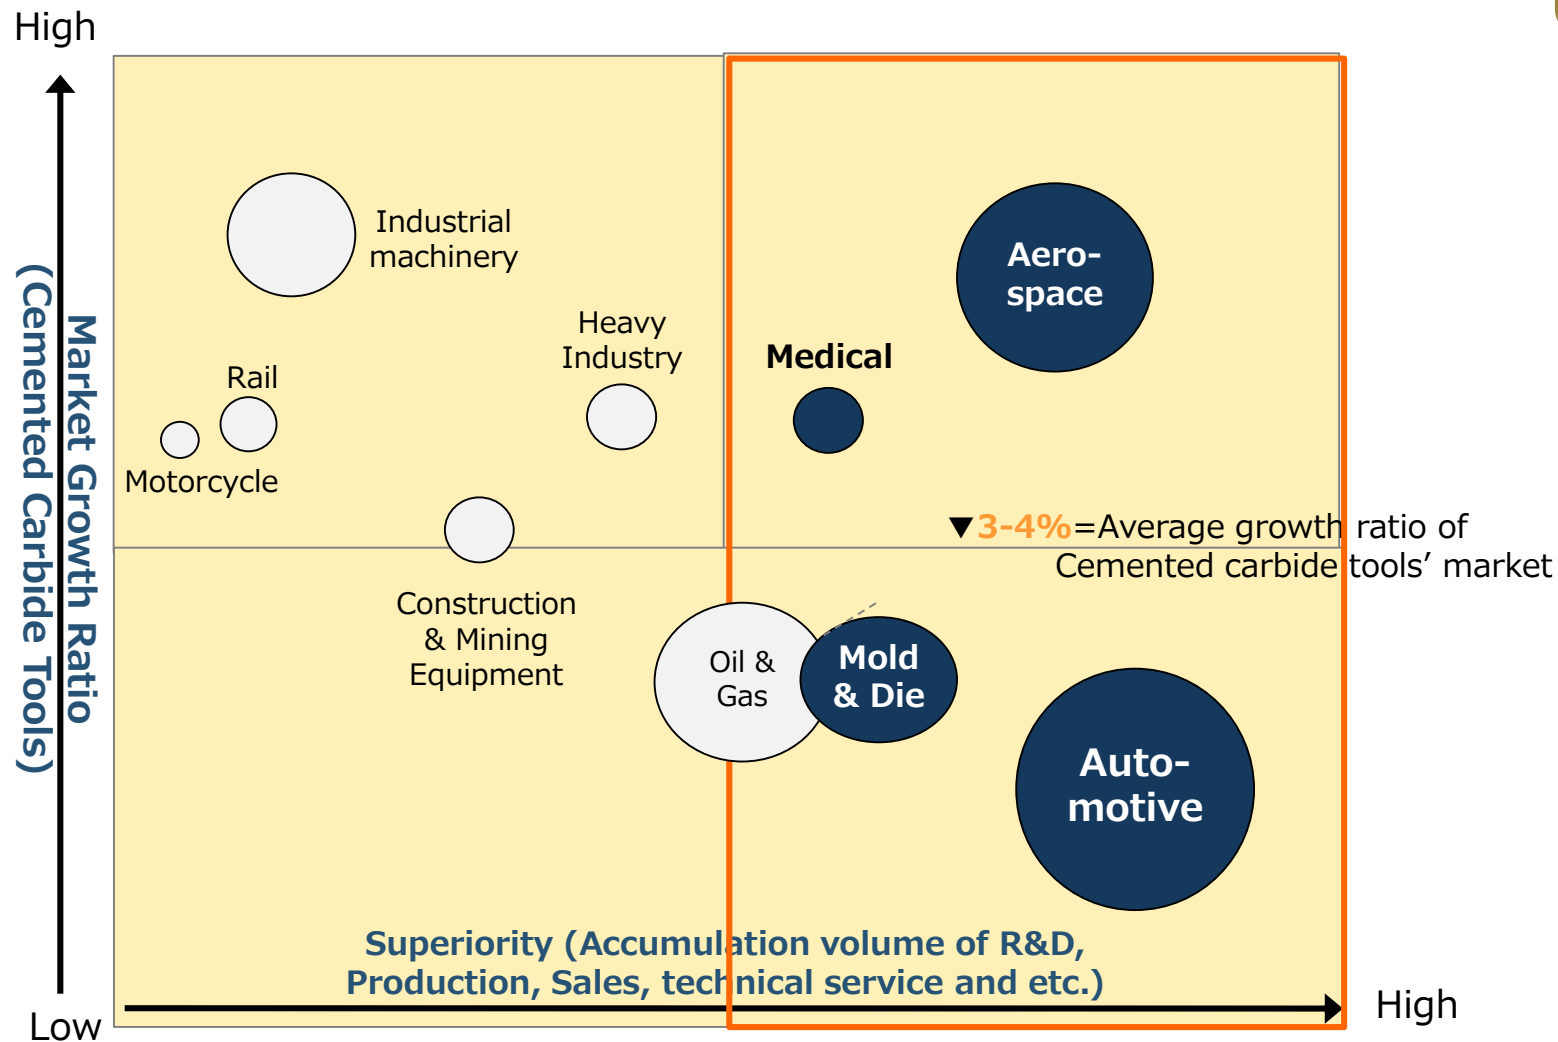 High
Industrial
machinery
Aero-
space
Heavy
Industry
Medical
Rail
Motorcycle
Market Growth Ratio
(Cemented Carbide Tools)
▼3-4%=Average growth ratio of
Cemented carbide tools’ market
Construction
& Mining
Equipment
Oil &
Gas
Mold
& Die
Auto-
motive
Superiority (Accumulation volume of R&D,
Production, Sales, technical service and etc.)
High
Low